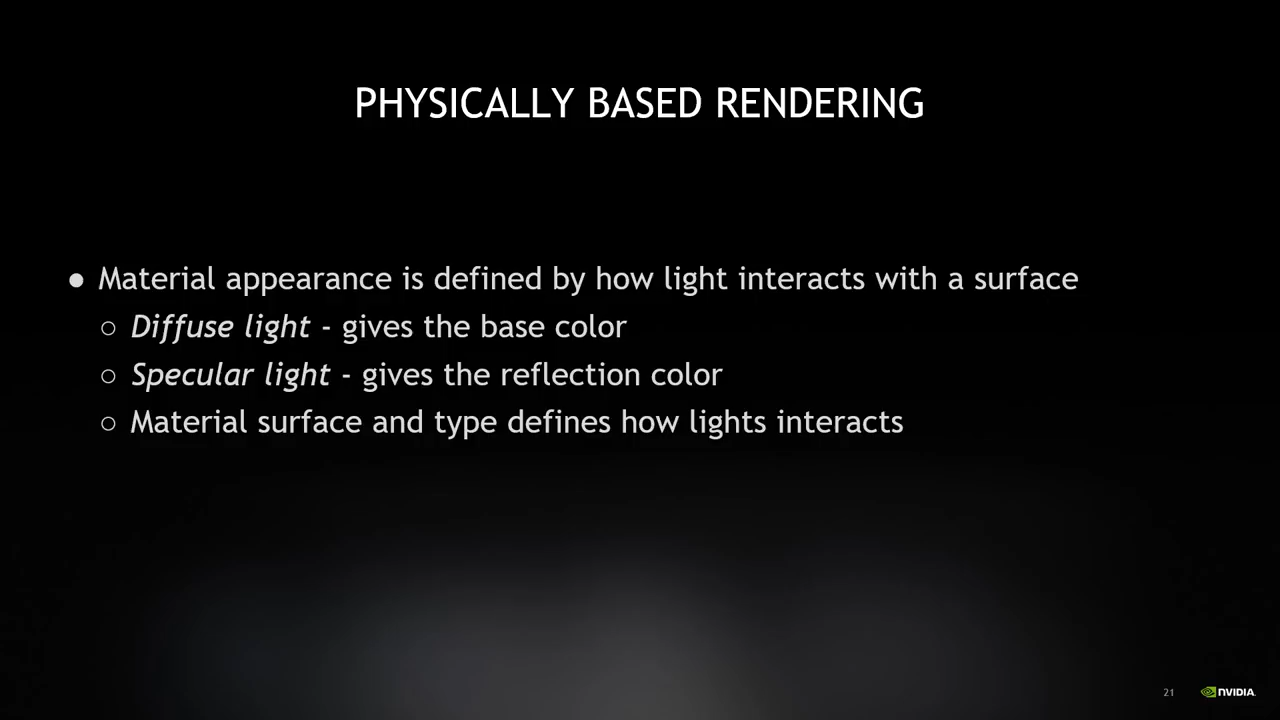 PHYSICALLY BASED RENDERING
● Material appearance is defined by how light interacts with a surface
○ Diffuse light - gives the base color
○ Specular light - gives the reflection color
○ Material surface and type defines how lights interacts
21
NVIDIA.